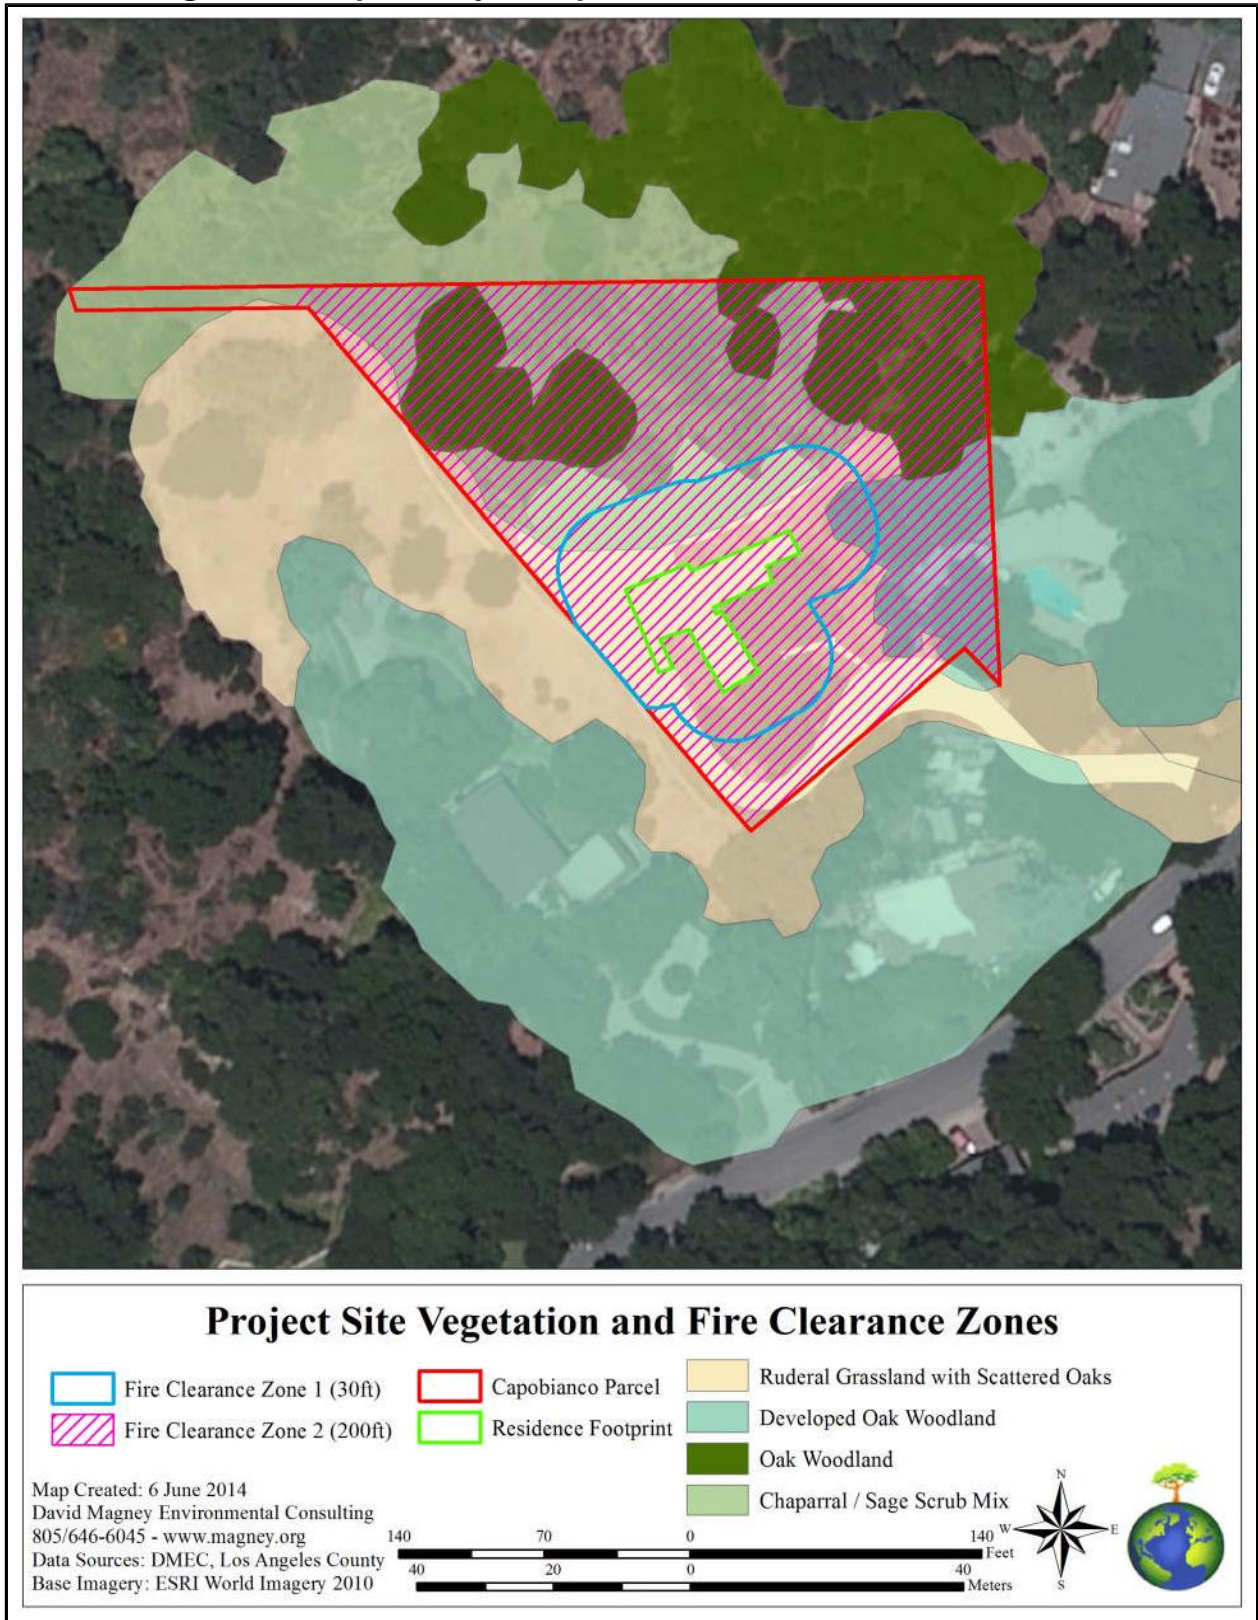 Project Site Vegetation and Fire Clearance Zones
Fire Clearance Zone 1 (30ft)
Fire Clearance Zone 2 (200ft)
Capobianco Parcel
Residence Footprint
Ruderal Grassland with Scattered Oaks
Developed Oak Woodland
Oak Woodland
Chaparral / Sage Scrub Mix
Map Created: 6 June 2014
David Magney Environmental Consulting
805/646-6045 - www.magney.org
Data Sources: DMEC, Los Angeles County
Base Imagery: ESRI World Imagery 2010
140 70 0 140
Feet
40 20 0 40
Meters
N
W E
S